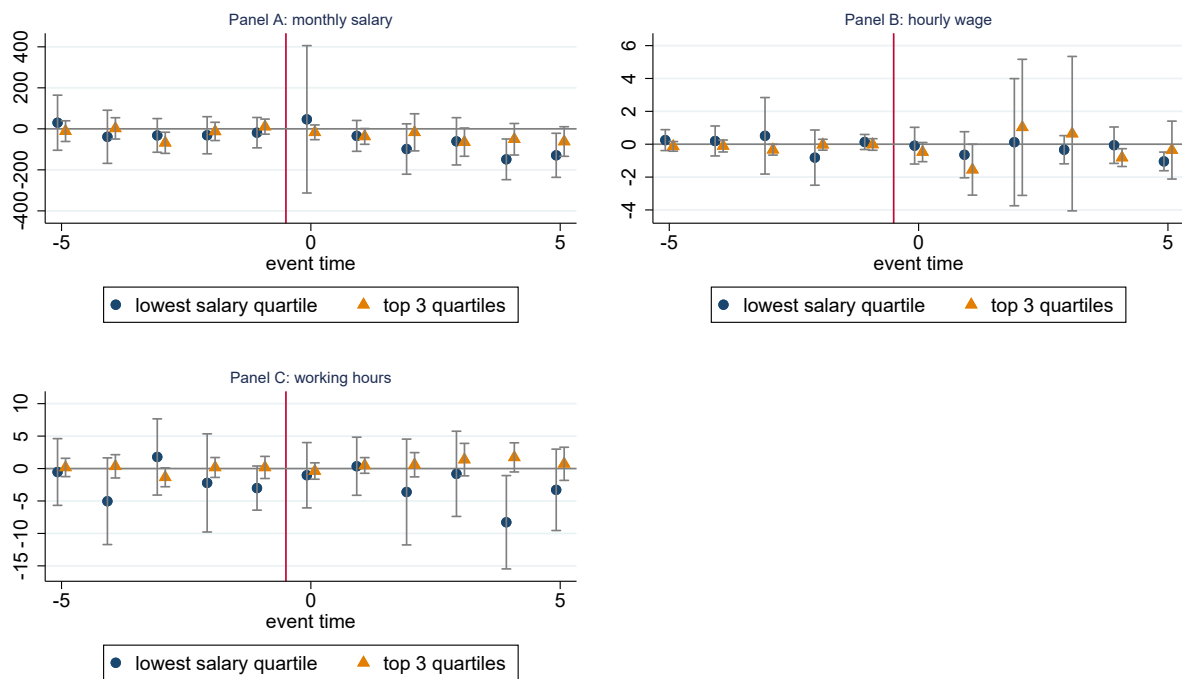 Panel A: monthly salary
400
200
0
-200
-400
-5 0 5
event time
lowest salary quartile top 3 quartiles
Panel B: hourly wage
6
4
2
0
-2
-4
-5 0 5
event time
lowest salary quartile top 3 quartiles
Panel C: working hours
10
5
0
-5
-10
-15
-5 0 5
event time
lowest salary quartile top 3 quartiles